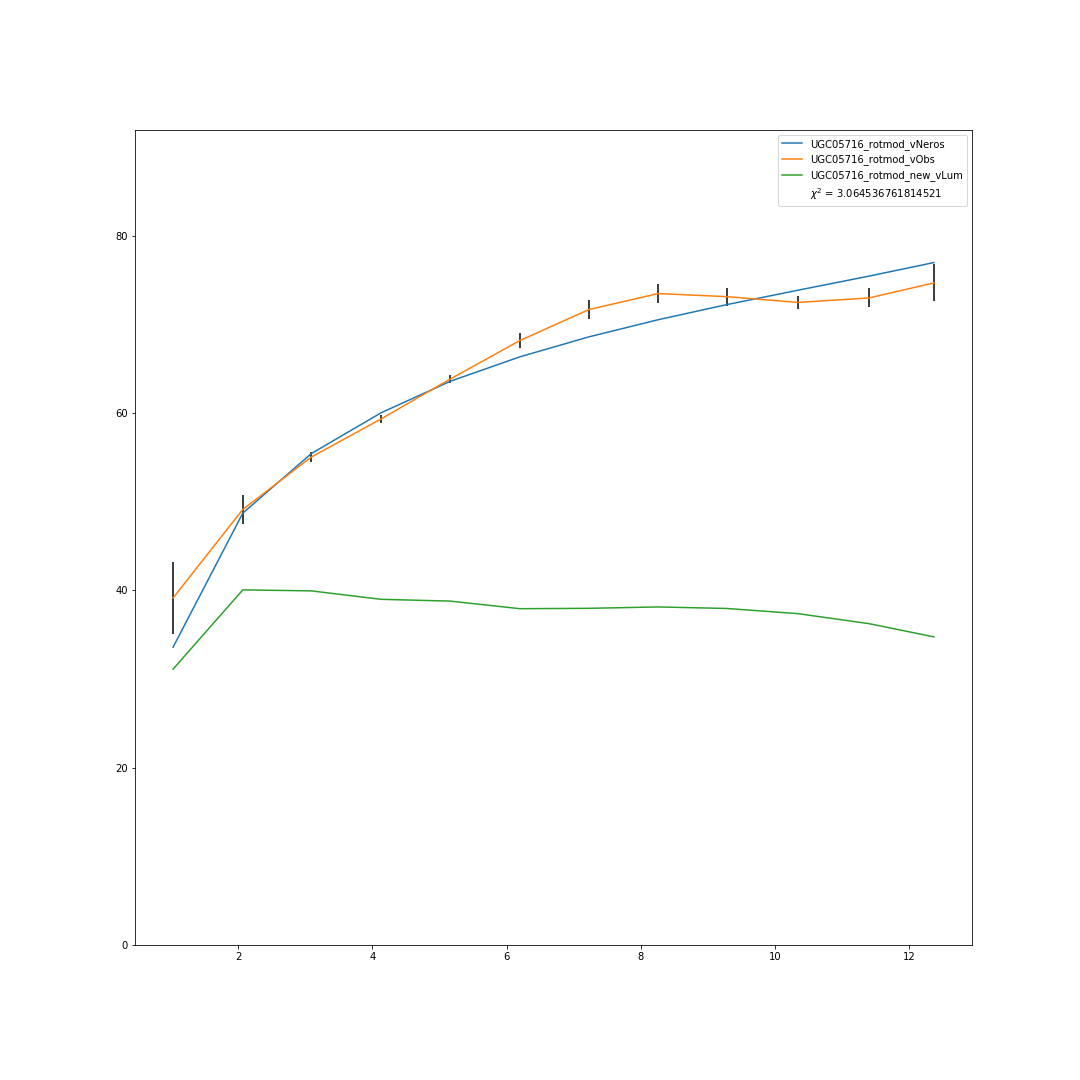 UGC05716_rotmod_vNeros
UGC05716_rotmod_vObs
UGC05716_rotmod_new_vLum
χ² = 3.064536761814521
80
60
40
20
0
2 4 6 8 10 12